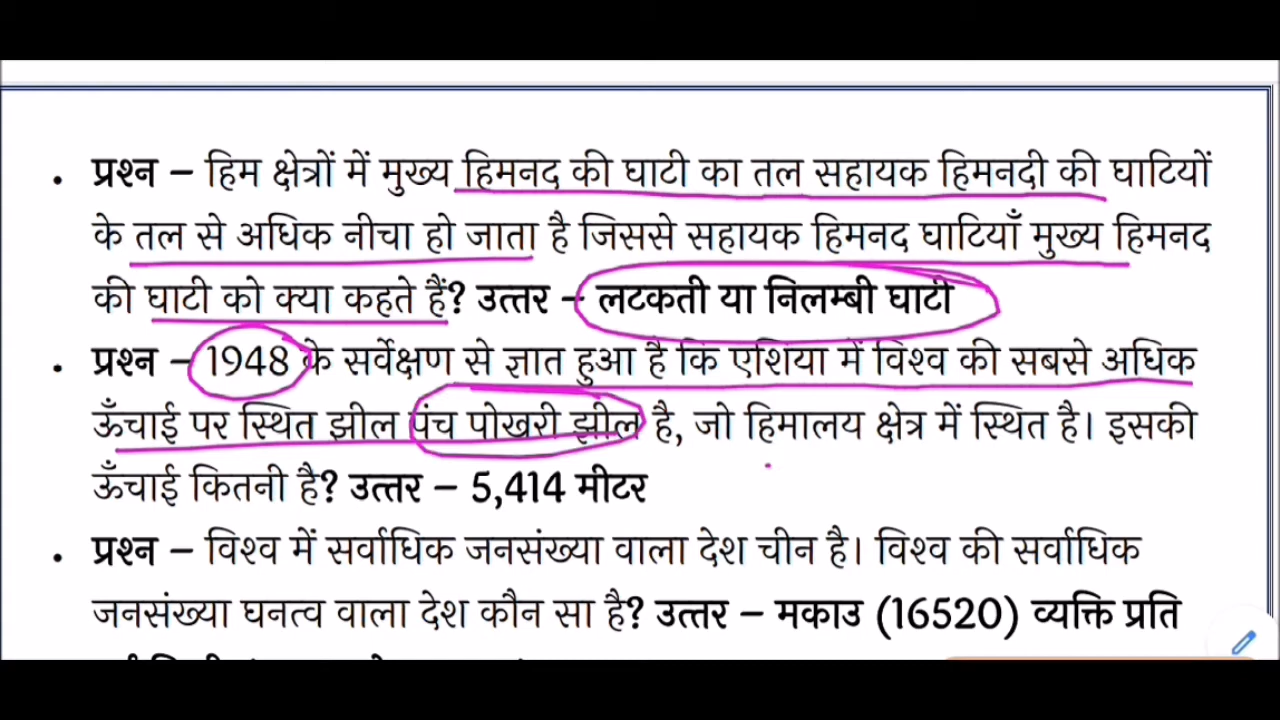 • प्रश्न – हिम क्षेत्रों में मुख्य हिमनद की घाटी का तल सहायक हिमनदी की घाटियों
के तल से अधिक नीचा हो जाता है जिससे सहायक हिमनद घाटियाँ मुख्य हिमनद
की घाटी को क्या कहते हैं? उत्तर – लटकती या निलम्बी घाटी
• प्रश्न – 1948 के सर्वेक्षण से ज्ञात हुआ है कि एशिया में विश्व की सबसे अधिक
ऊँचाई पर स्थित झील पंच पोखरी झील है, जो हिमालय क्षेत्र में स्थित है। इसकी
ऊँचाई कितनी है? उत्तर – 5,414 मीटर
• प्रश्न – विश्व में सर्वाधिक जनसंख्या वाला देश चीन है। विश्व की सर्वाधिक
जनसंख्या घनत्व वाला देश कौन सा है? उत्तर – मकाउ (16520) व्यक्ति प्रति